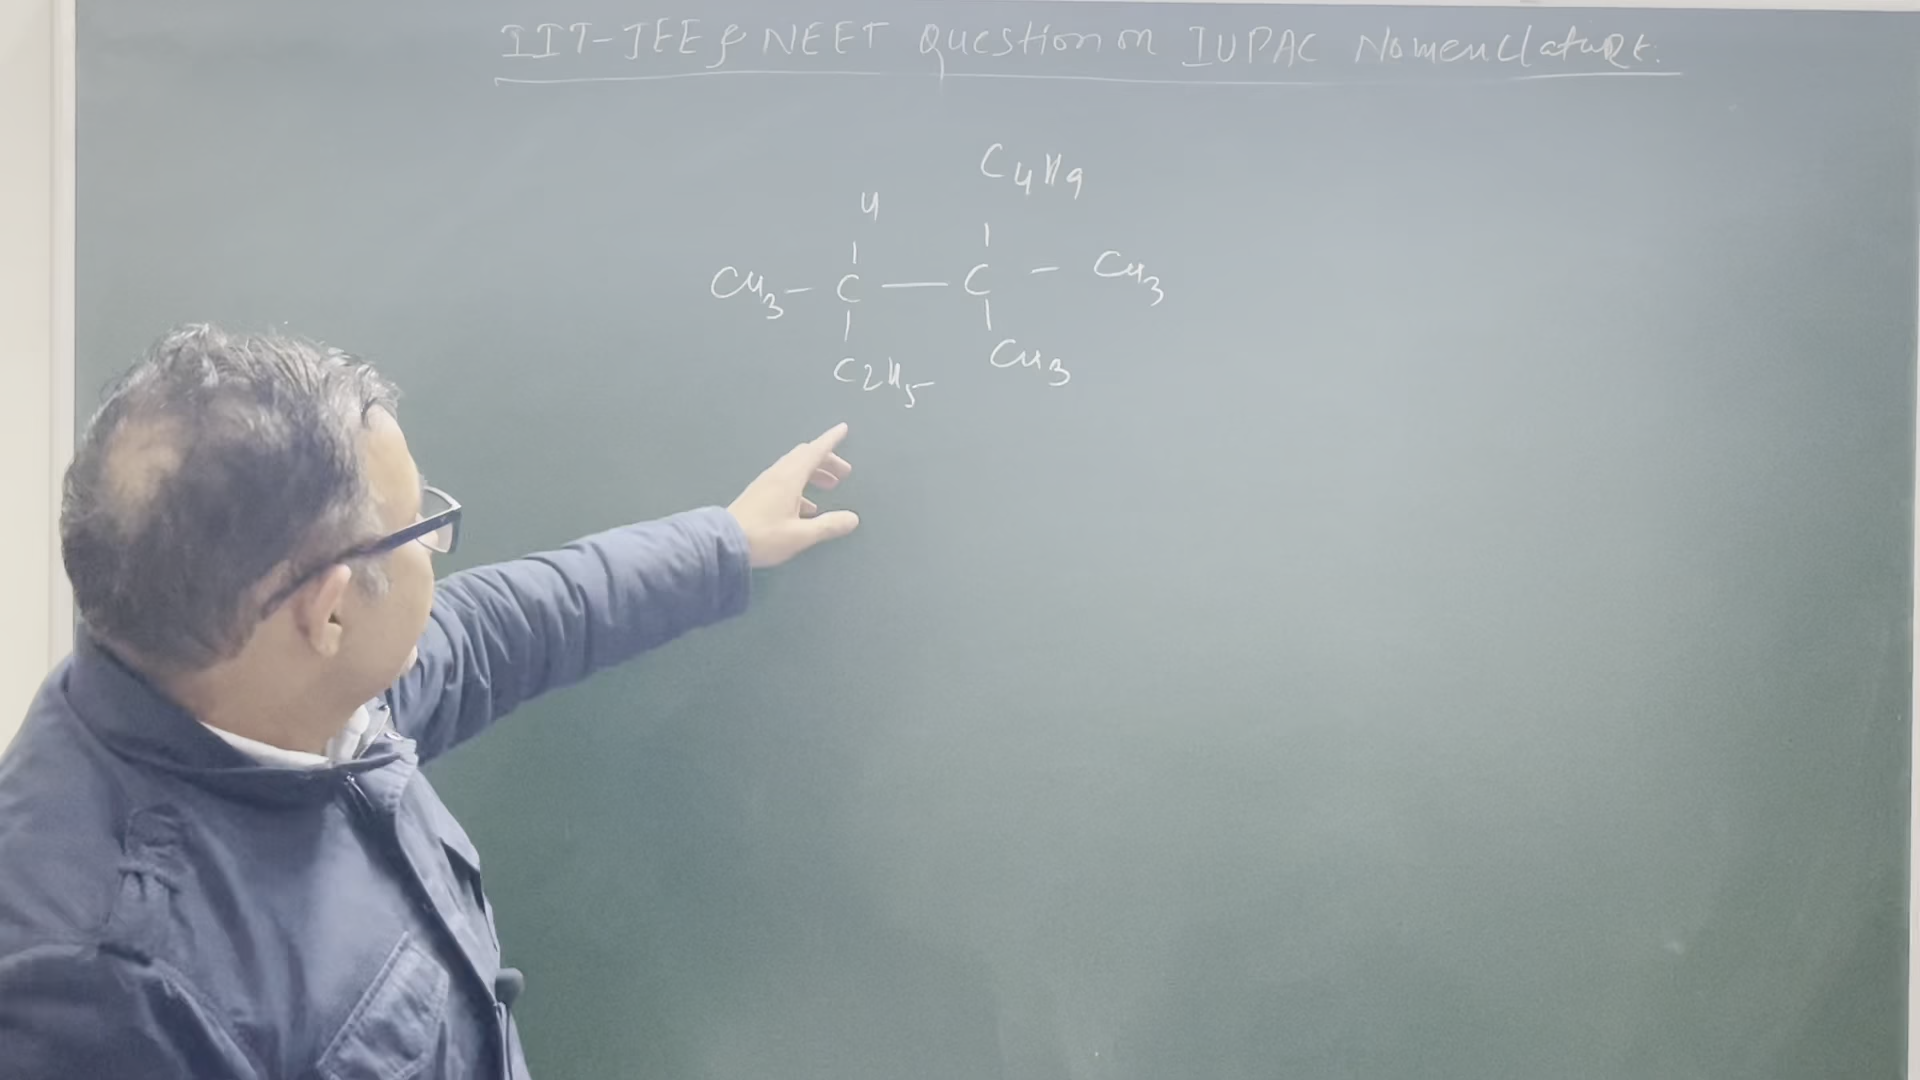 IIT-JEE & NEET Question on IUPAC Nomenclature.
C4H9
H
CH3 - C - C - CH3
C2H5 CH3